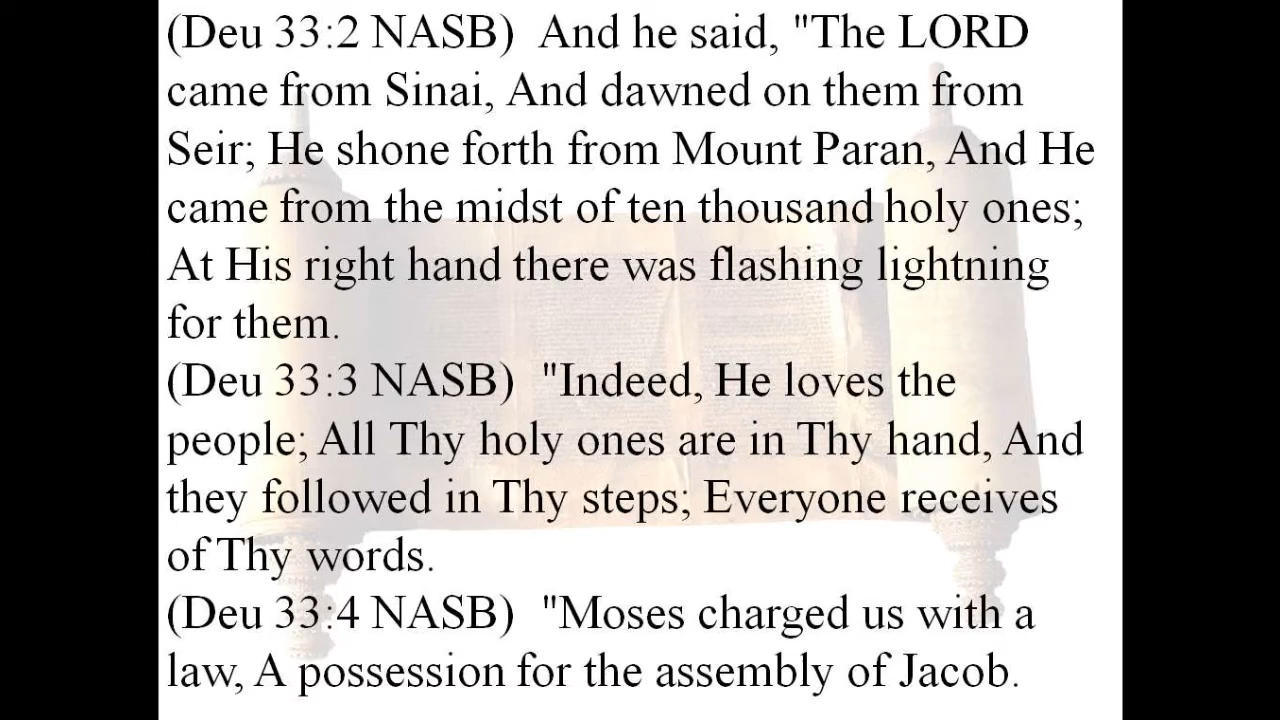 (Deu 33:2 NASB)  And he said, "The LORD
came from Sinai, And dawned on them from
Seir; He shone forth from Mount Paran, And He
came from the midst of ten thousand holy ones;
At His right hand there was flashing lightning
for them.
(Deu 33:3 NASB)  "Indeed, He loves the
people; All Thy holy ones are in Thy hand, And
they followed in Thy steps; Everyone receives
of Thy words.
(Deu 33:4 NASB)  "Moses charged us with a
law, A possession for the assembly of Jacob.